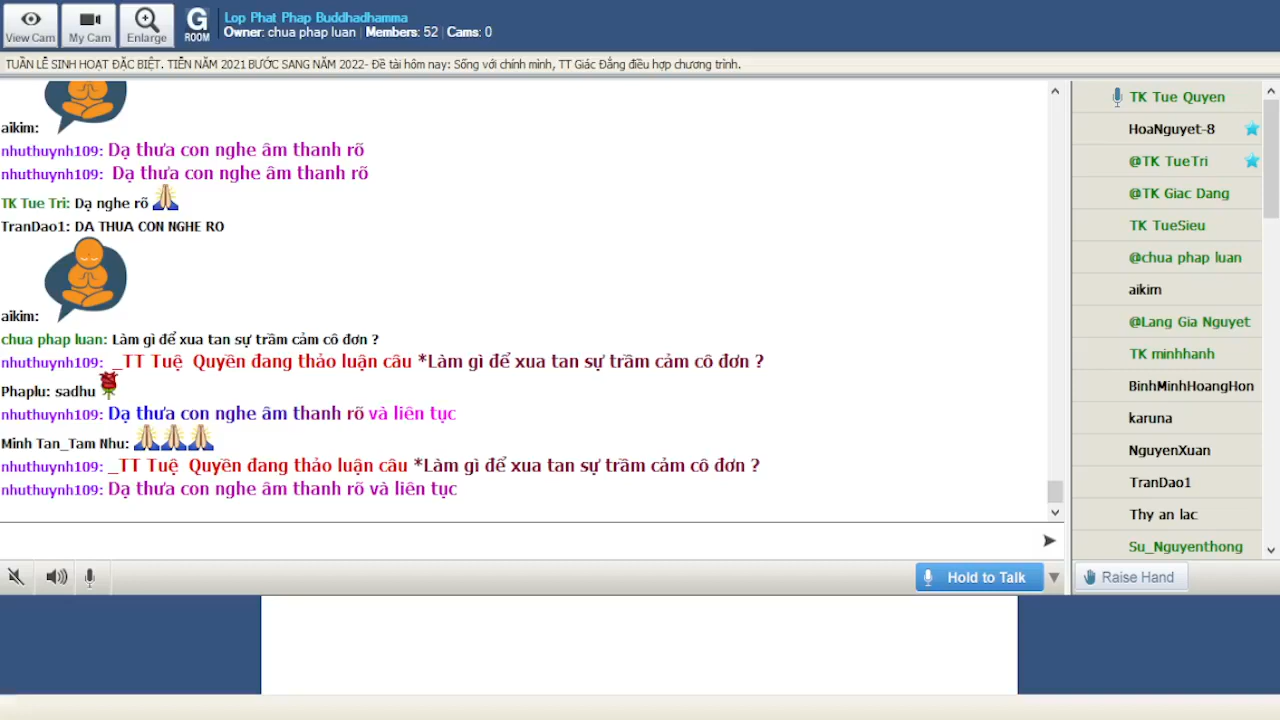 View Cam
My Cam
Enlarge
G
ROOM
Lop Phat Phap Buddhadhamma
Owner: chua phap luan | Members: 52 | Cams: 0
TUẦN LỄ SINH HOẠT ĐẶC BIỆT. TIỄN NĂM 2021 BƯỚC SANG NĂM 2022- Đề tài hôm nay: Sống với chính mình, TT Giác Đẳng điều hợp chương trình.
aikim:
nhuthuynh109: Dạ thưa con nghe âm thanh rõ
nhuthuynh109: Dạ thưa con nghe âm thanh rõ
TK Tue Tri: Dạ nghe rõ
TranDao1: DA THUA CON NGHE RO
aikim:
chua phap luan: Làm gì để xua tan sự trầm cảm cô đơn ?
nhuthuynh109: _TT Tuệ Quyền đang thảo luận câu *Làm gì để xua tan sự trầm cảm cô đơn ?
Phaplu: sadhu
nhuthuynh109: Dạ thưa con nghe âm thanh rõ và liên tục
Minh Tan_Tam Nhu:
nhuthuynh109: _TT Tuệ Quyền đang thảo luận câu *Làm gì để xua tan sự trầm cảm cô đơn ?
nhuthuynh109: Dạ thưa con nghe âm thanh rõ và liên tục
Hold to Talk
TK Tue Quyen
HoaNguyet-8
@TK TueTri
@TK Giac Dang
TK TueSieu
@chua phap luan
aikim
@Lang Gia Nguyet
TK minhhanh
BinhMinhHoangHon
karuna
NguyenXuan
TranDao1
Thy an lac
Su_Nguyenthong
Raise Hand